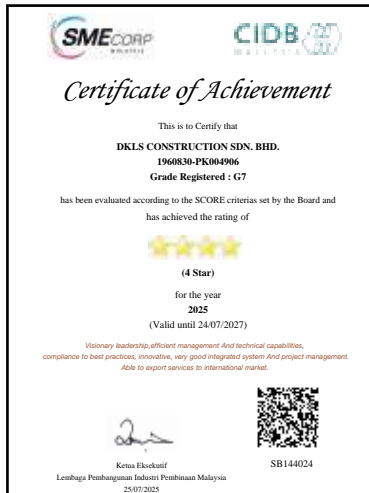 SMECORP
MALAYSIA
CIDB
MALAYSIA
Certificate of Achievement
This is to Certify that
DKLS CONSTRUCTION SDN. BHD.
1960830-PK004906
Grade Registered : G7
has been evaluated according to the SCORE criterias set by the Board and
has achieved the rating of
(4 Star)
for the year
2025
(Valid until 24/07/2027)
Visionary leadership,efficient management And technical capabilities,
compliance to best practices, innovative, very good integrated system And project management.
Able to export services to international market.
Ketua Eksekutif
Lembaga Pembangunan Industri Pembinaan Malaysia
25/07/2025
SB144024